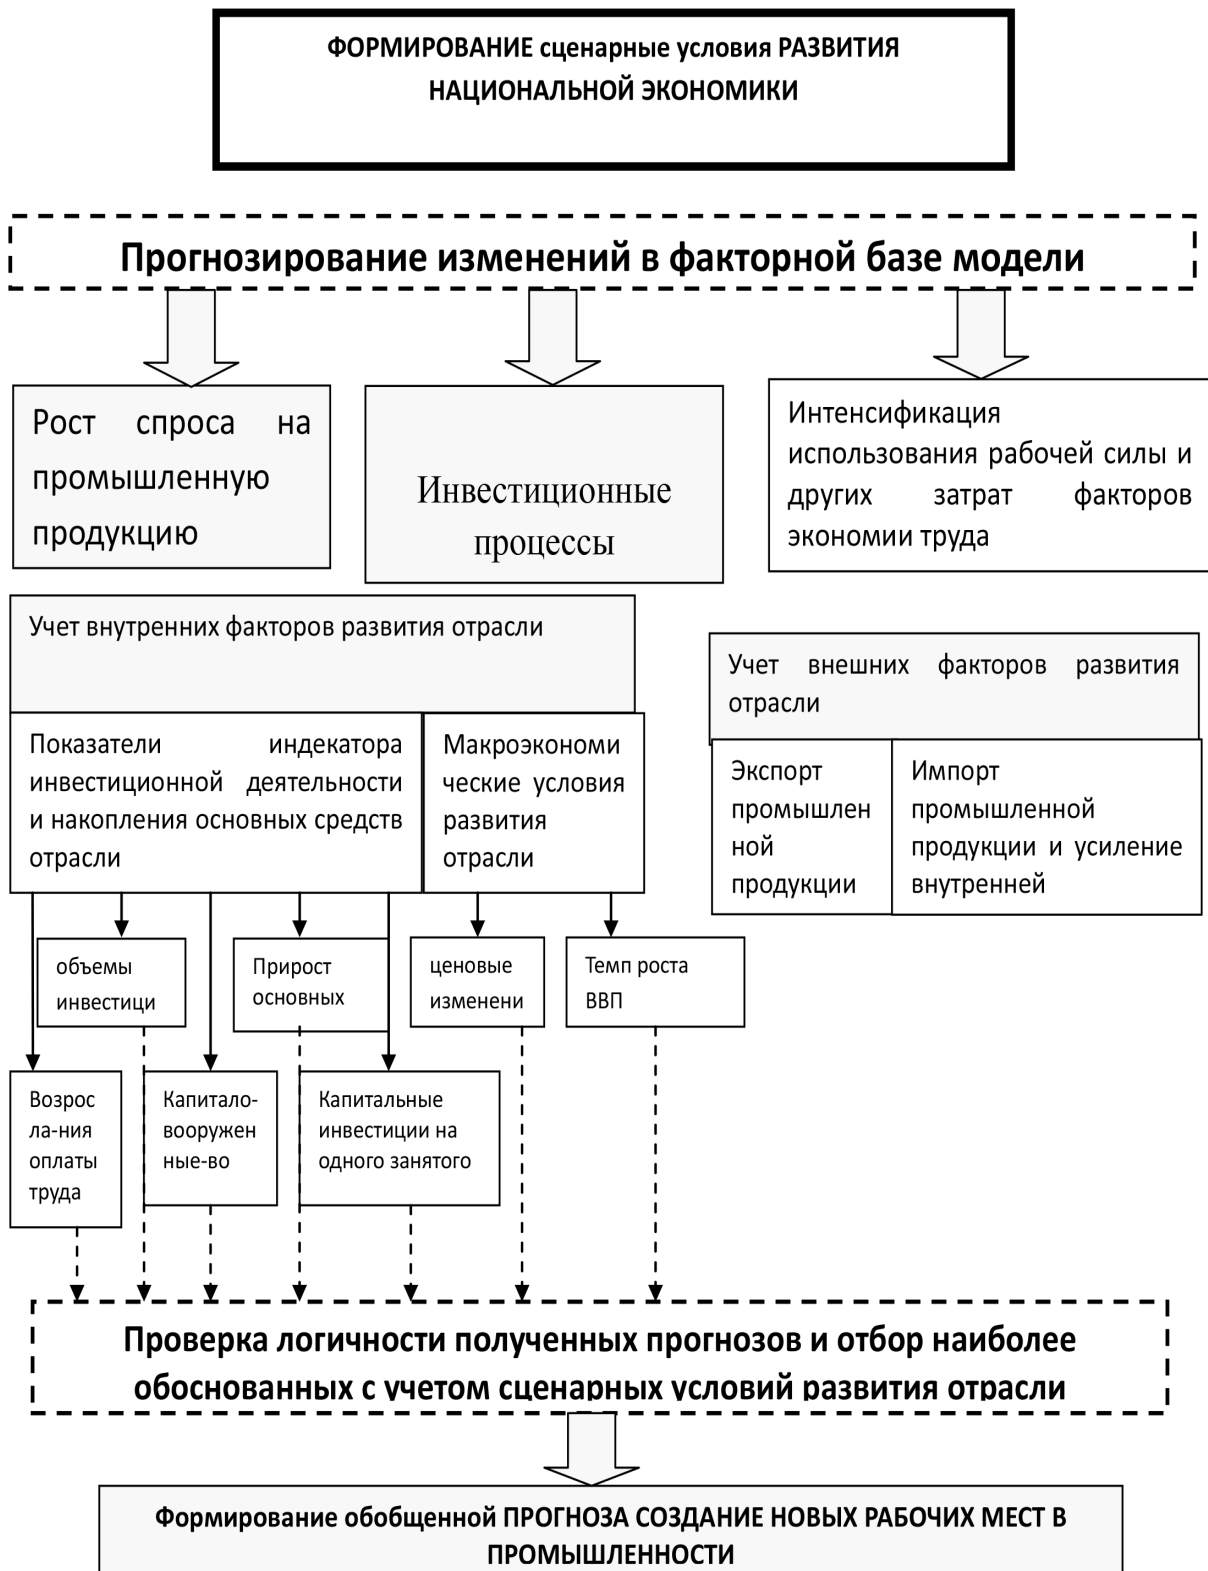 ФОРМИРОВАНИЕ сценарные условия РАЗВИТИЯ
НАЦИОНАЛЬНОЙ ЭКОНОМИКИ
Прогнозирование изменений в факторной базе модели
Рост спроса на
промышленную
продукцию
Инвестиционные
процессы
Интенсификация
использования рабочей силы и
других затрат факторов
экономии труда
Учет внутренних факторов развития отрасли
Учет внешних факторов развития
отрасли
Показатели индекатора
инвестиционной деятельности
и накопления основных средств
отрасли
Макроэкономи
ческие условия
развития
отрасли
Экспорт
промышлен
ной
продукции
Импорт
промышленной
продукции и усиление
внутренней
объемы
инвестици
Прирост
основных
ценовые
изменени
Темп роста
ВВП
Возрос
ла-ния
оплаты
труда
Капитало-
вооружен
ные-во
Капитальные
инвестиции на
одного занятого
Проверка логичности полученных прогнозов и отбор наиболее
обоснованных с учетом сценарных условий развития отрасли
Формирование обобщенной ПРОГНОЗА СОЗДАНИЕ НОВЫХ РАБОЧИХ МЕСТ В
ПРОМЫШЛЕННОСТИ